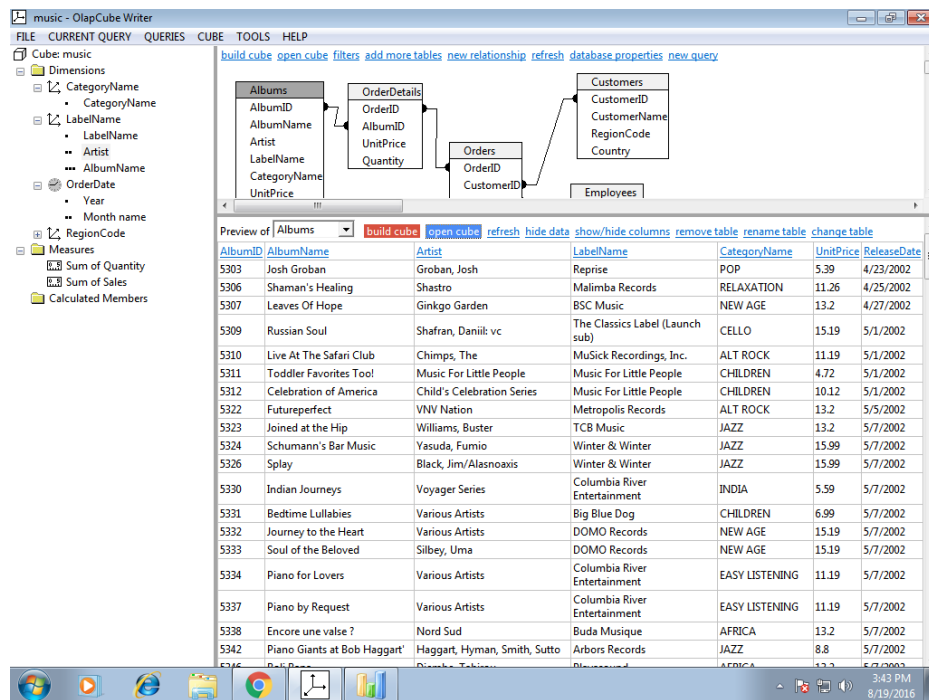 music - OlapCube Writer
FILE CURRENT QUERY QUERIES CUBE TOOLS HELP
Cube: music
Dimensions
CategoryName
CategoryName
LabelName
LabelName
Artist
AlbumName
OrderDate
Year
Month name
RegionCode
Measures
Sum of Quantity
Sum of Sales
Calculated Members
build cube open cube filters add more tables new relationship refresh database properties new query
Albums
AlbumID
AlbumName
Artist
LabelName
CategoryName
UnitPrice
OrderDetails
OrderID
AlbumID
UnitPrice
Quantity
Orders
OrderID
CustomerID
Customers
CustomerID
CustomerName
RegionCode
Country
Employees
Preview of Albums build cube open cube refresh hide data show/hide columns remove table rename table change table
AlbumID AlbumName Artist LabelName CategoryName UnitPrice ReleaseDate
5303 Josh Groban Groban, Josh Reprise POP 5.39 4/23/2002
5306 Shaman's Healing Shastro Malimba Records RELAXATION 11.26 4/25/2002
5307 Leaves Of Hope Ginkgo Garden BSC Music NEW AGE 13.2 4/27/2002
5309 Russian Soul Shafran, Daniil: vc The Classics Label (Launch sub) CELLO 15.19 5/1/2002
5310 Live At The Safari Club Chimps, The MuSick Recordings, Inc. ALT ROCK 11.19 5/1/2002
5311 Toddler Favorites Too! Music For Little People Music For Little People CHILDREN 4.72 5/1/2002
5312 Celebration of America Child's Celebration Series Music For Little People CHILDREN 10.12 5/1/2002
5322 Futureperfect VNV Nation Metropolis Records ALT ROCK 13.2 5/5/2002
5323 Joined at the Hip Williams, Buster TCB Music JAZZ 13.2 5/7/2002
5324 Schumann's Bar Music Yasuda, Fumio Winter & Winter JAZZ 15.99 5/7/2002
5326 Splay Black, Jim/Alasnoaxis Winter & Winter JAZZ 15.99 5/7/2002
5330 Indian Journeys Voyager Series Columbia River Entertainment INDIA 5.59 5/7/2002
5331 Bedtime Lullabies Various Artists Big Blue Dog CHILDREN 6.99 5/7/2002
5332 Journey to the Heart Various Artists DOMO Records NEW AGE 15.19 5/7/2002
5333 Soul of the Beloved Silbey, Uma DOMO Records NEW AGE 15.19 5/7/2002
5334 Piano for Lovers Various Artists Columbia River Entertainment EASY LISTENING 11.19 5/7/2002
5337 Piano by Request Various Artists Columbia River Entertainment EASY LISTENING 11.19 5/7/2002
5338 Encore une valse ? Nord Sud Buda Musique AFRICA 13.2 5/7/2002
5342 Piano Giants at Bob Haggart' Haggart, Hyman, Smith, Sutto Arbors Records JAZZ 8.8 5/7/2002
3:43 PM
8/19/2016